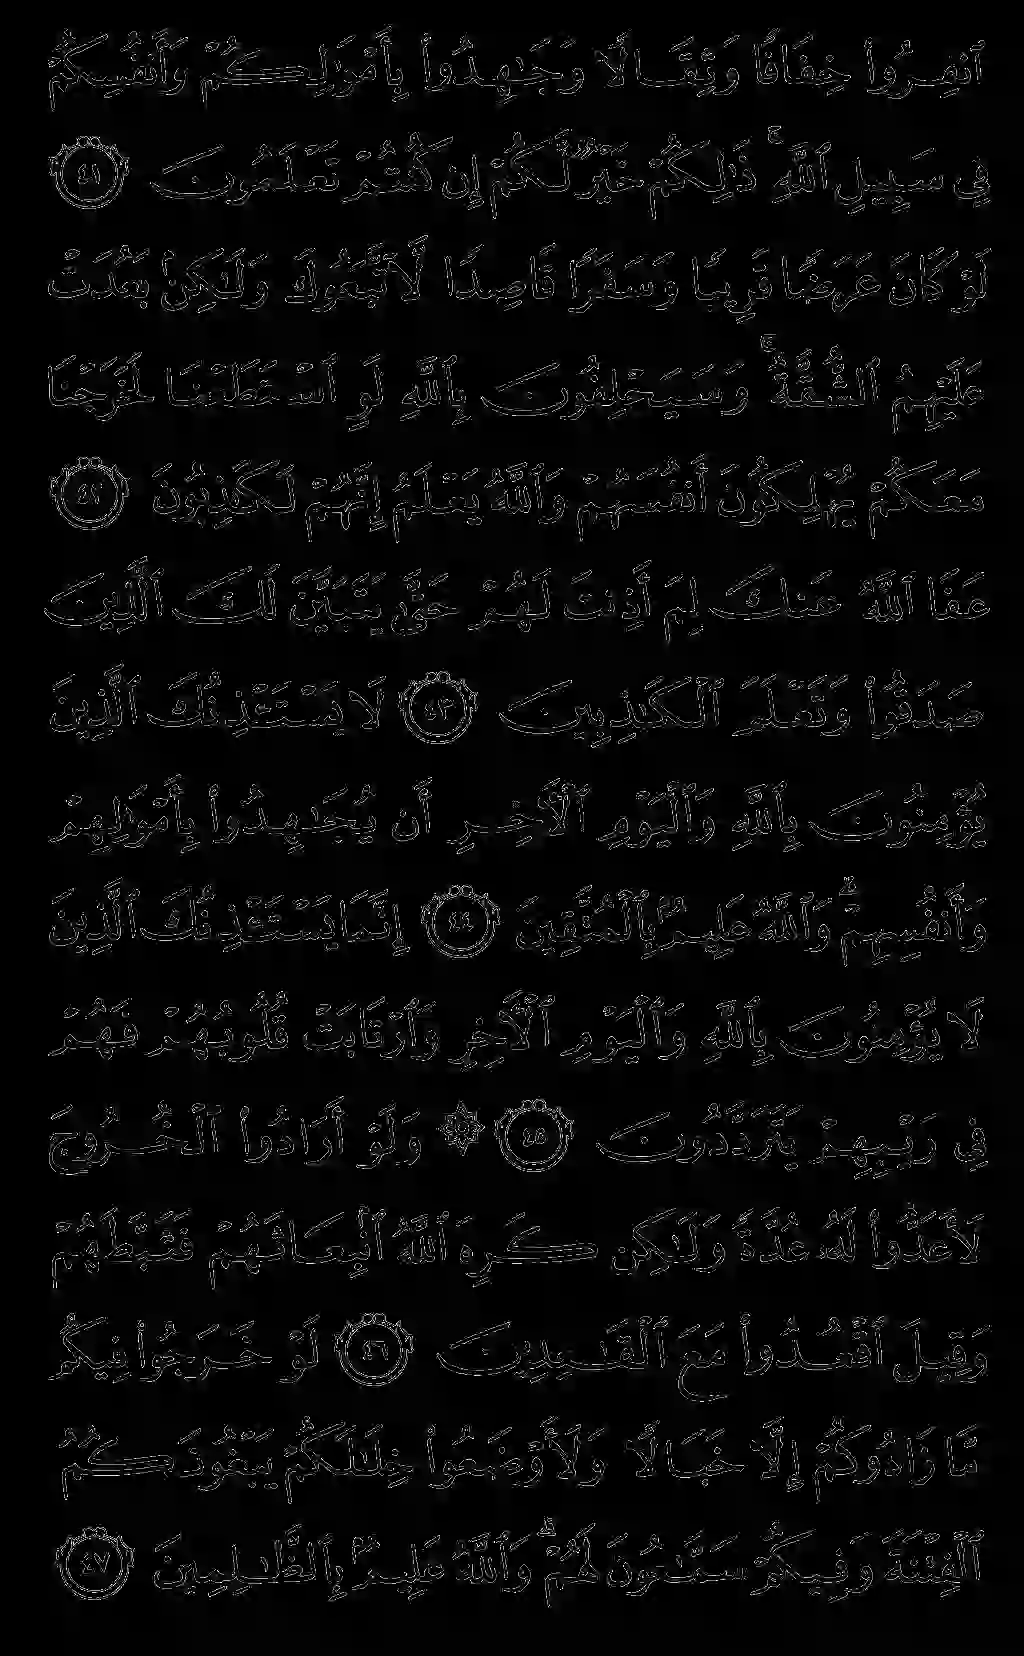 ٱنفِرُوا۟ خِفَافًا وَثِقَالًا وَجَٰهِدُوا۟ بِأَمْوَٰلِكُمْ وَأَنفُسِكُمْ
فِى سَبِيلِ ٱللَّهِ ۚ ذَٰلِكُمْ خَيْرٌ لَّكُمْ إِن كُنتُمْ تَعْلَمُونَ ٤١
لَوْ كَانَ عَرَضًا قَرِيبًا وَسَفَرًا قَاصِدًا لَّٱتَّبَعُوكَ وَلَٰكِنۢ بَعُدَتْ
عَلَيْهِمُ ٱلشُّقَّةُ ۚ وَسَيَحْلِفُونَ بِٱللَّهِ لَوِ ٱسْتَطَعْنَا لَخَرَجْنَا
مَعَكُمْ يُهْلِكُونَ أَنفُسَهُمْ وَٱللَّهُ يَعْلَمُ إِنَّهُمْ لَكَٰذِبُونَ ٤٢
عَفَا ٱللَّهُ عَنكَ لِمَ أَذِنتَ لَهُمْ حَتَّىٰ يَتَبَيَّنَ لَكَ ٱلَّذِينَ
صَدَقُوا۟ وَتَعْلَمَ ٱلْكَٰذِبِينَ ٤٣ لَا يَسْتَـْٔذِنُكَ ٱلَّذِينَ
يُؤْمِنُونَ بِٱللَّهِ وَٱلْيَوْمِ ٱلْءَاخِرِ أَن يُجَٰهِدُوا۟ بِأَمْوَٰلِهِمْ
وَأَنفُسِهِمْ ۗ وَٱللَّهُ عَلِيمٌۢ بِٱلْمُتَّقِينَ ٤٤ إِنَّمَا يَسْتَـْٔذِنُكَ ٱلَّذِينَ
لَا يُؤْمِنُونَ بِٱللَّهِ وَٱلْيَوْمِ ٱلْءَاخِرِ وَٱرْتَابَتْ قُلُوبُهُمْ فَهُمْ
فِى رَيْبِهِمْ يَتَرَدَّدُونَ ٤٥ ۞ وَلَوْ أَرَادُوا۟ ٱلْخُرُوجَ
لَأَعَدُّوا۟ لَهُۥ عُدَّةً وَلَٰكِن كَرِهَ ٱللَّهُ ٱنۢبِعَاثَهُمْ فَثَبَّطَهُمْ
وَقِيلَ ٱقْعُدُوا۟ مَعَ ٱلْقَٰعِدِينَ ٤٦ لَوْ خَرَجُوا۟ فِيكُم
مَّا زَادُوكُمْ إِلَّا خَبَالًا وَلَأَوْضَعُوا۟ خِلَٰلَكُمْ يَبْغُونَكُمُ
ٱلْفِتْنَةَ وَفِيكُمْ سَمَّٰعُونَ لَهُمْ ۗ وَٱللَّهُ عَلِيمٌۢ بِٱلظَّٰلِمِينَ ٤٧